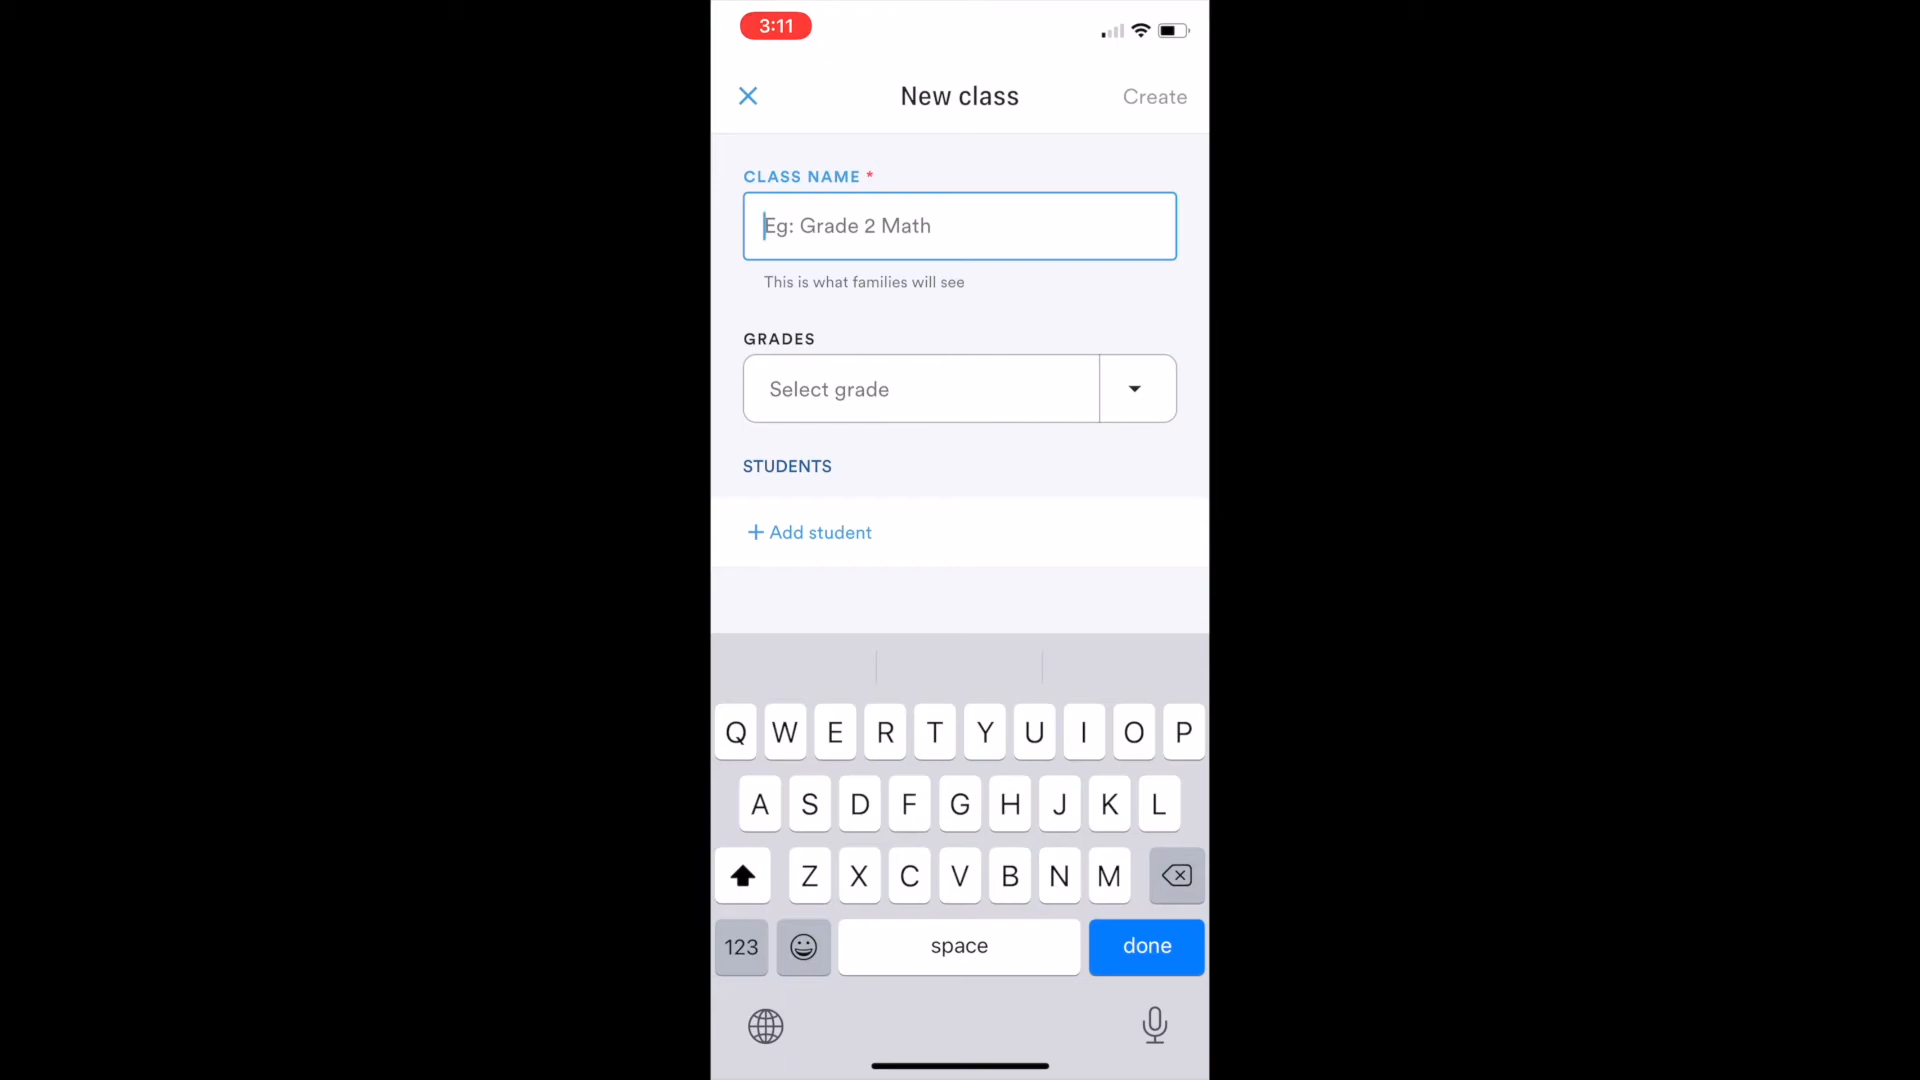 3:11
New class
Create
CLASS NAME *
Eg: Grade 2 Math
This is what families will see
GRADES
Select grade
STUDENTS
+ Add student
Q W E R T Y U I O P
A S D F G H J K L
Z X C V B N M
123 space done